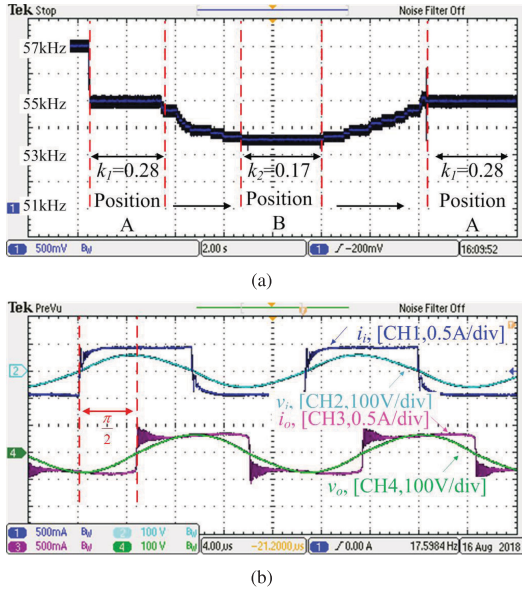 Tek Stop Noise Filter Off
57kHz
55kHz
53kHz
k1=0.28 k2=0.17 k1=0.28
51kHz Position Position Position
1
A B A
1 500mV BW 2.00 s 1 -200mV 16:09:52
(a)
Tek PreVu Noise Filter Off
ii, [CH1,0.5A/div]
2
vi, [CH2,100V/div]
π
2
io, [CH3,0.5A/div]
4
vo, [CH4,100V/div]
1 500mA BW 2 100 V BW
3 500mA BW 4 100 V BW 4.00 μs -21.2000 μs 1 0.00 A 17.5984 Hz 16 Aug 2018
(b)